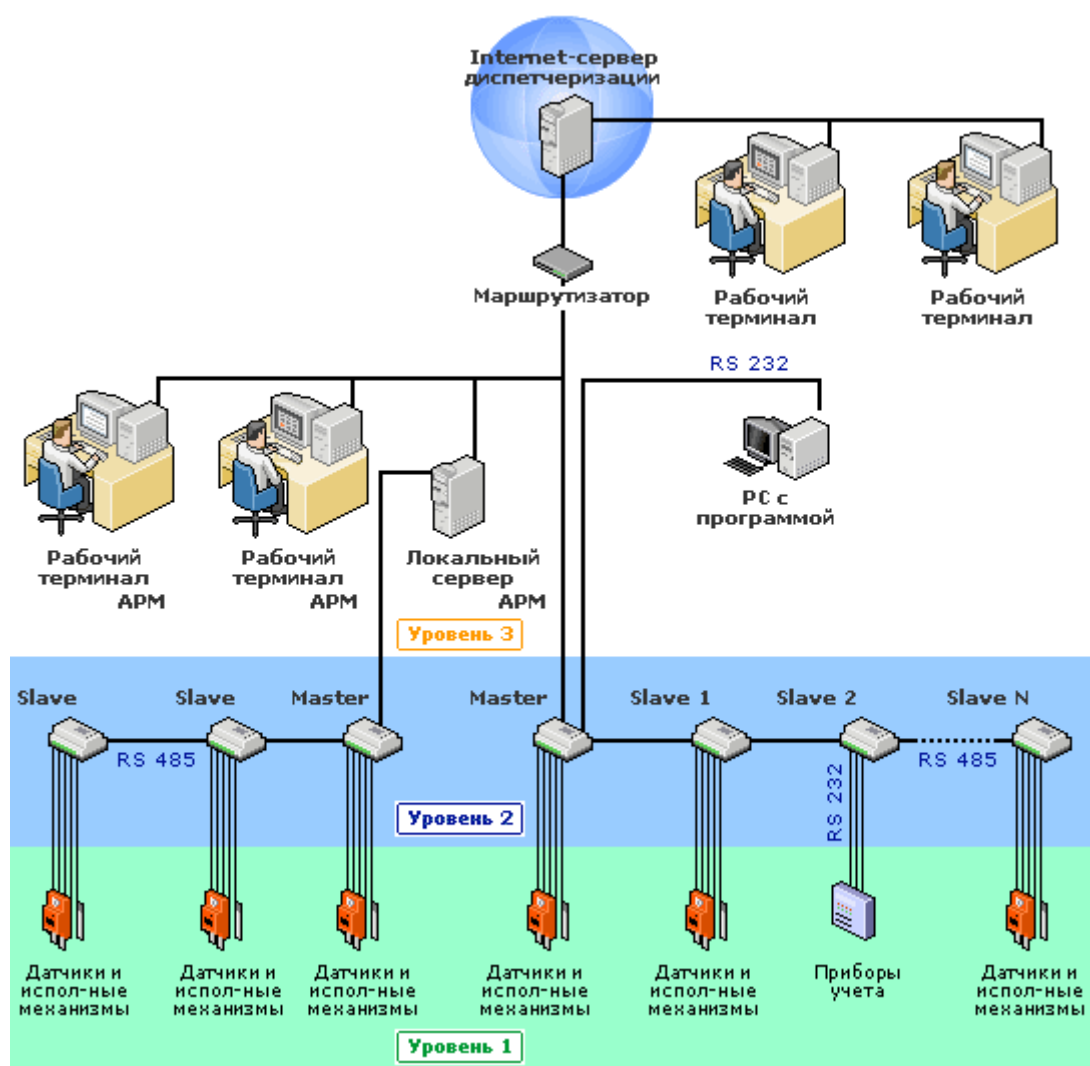 Internet-сервер
диспетчеризации
Маршрутизатор
Рабочий
терминал
Рабочий
терминал
RS 232
PC с
программой
Рабочий
терминал
АРМ
Рабочий
терминал
АРМ
Локальный
сервер
АРМ
Уровень 3
Slave
Slave
Master
Master
Slave 1
Slave 2
Slave N
RS 485
RS 485
RS 232
Уровень 2
Датчики и
испол-ные
механизмы
Датчики и
испол-ные
механизмы
Датчики и
испол-ные
механизмы
Датчики и
испол-ные
механизмы
Датчики и
испол-ные
механизмы
Приборы
учета
Датчики и
испол-ные
механизмы
Уровень 1